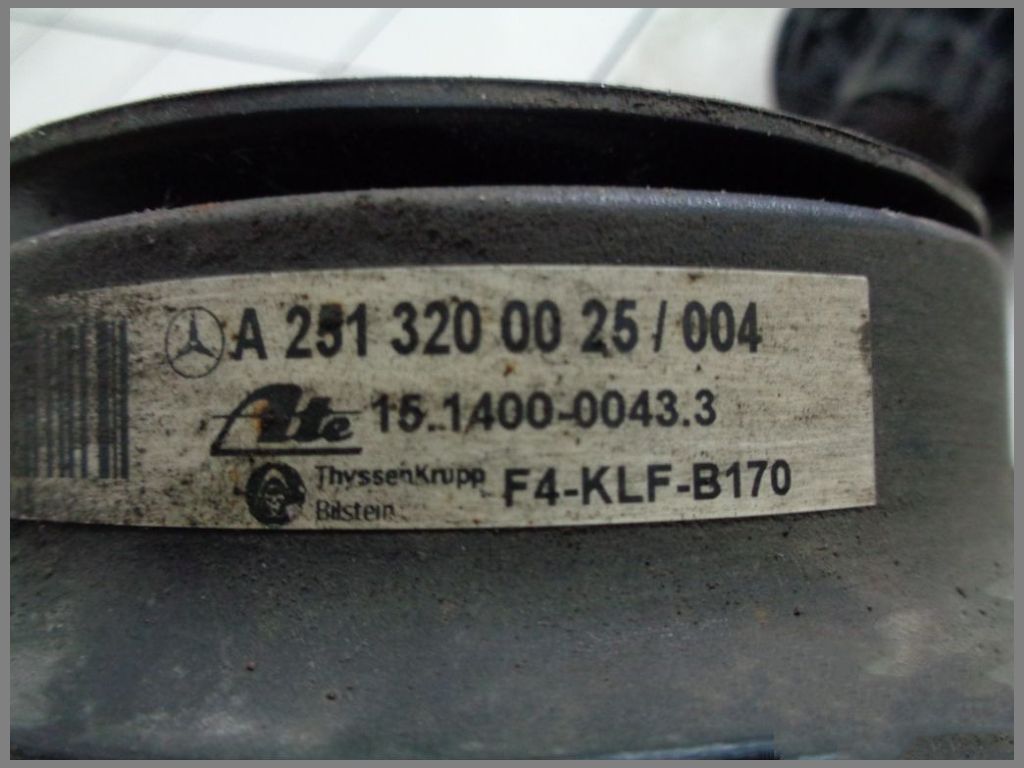 A 251 320 00 25 / 004
Ate 15.1400-0043.3
ThyssenKrupp F4-KLF-B170
Bilstein